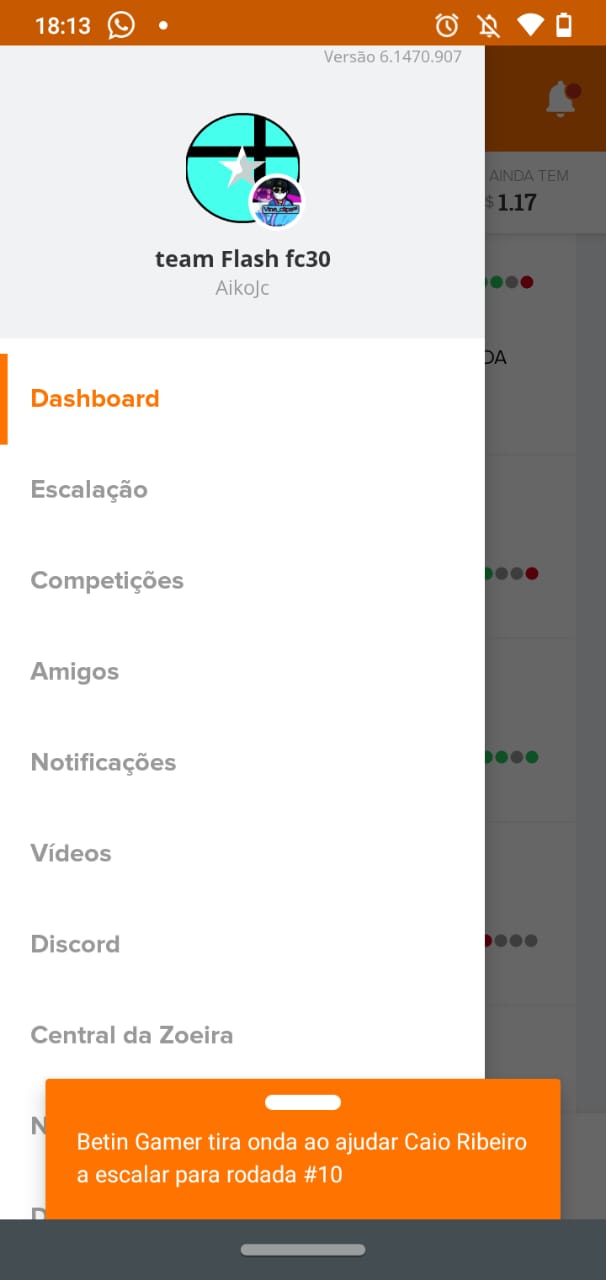 18:13
Versão 6.1470.907
AINDA TEM
$ 1.17
team Flash fc30
AikoJc
DA
Dashboard
Escalação
Competições
Amigos
Notificações
Vídeos
Discord
Central da Zoeira
N
Betin Gamer tira onda ao ajudar Caio Ribeiro
a escalar para rodada #10